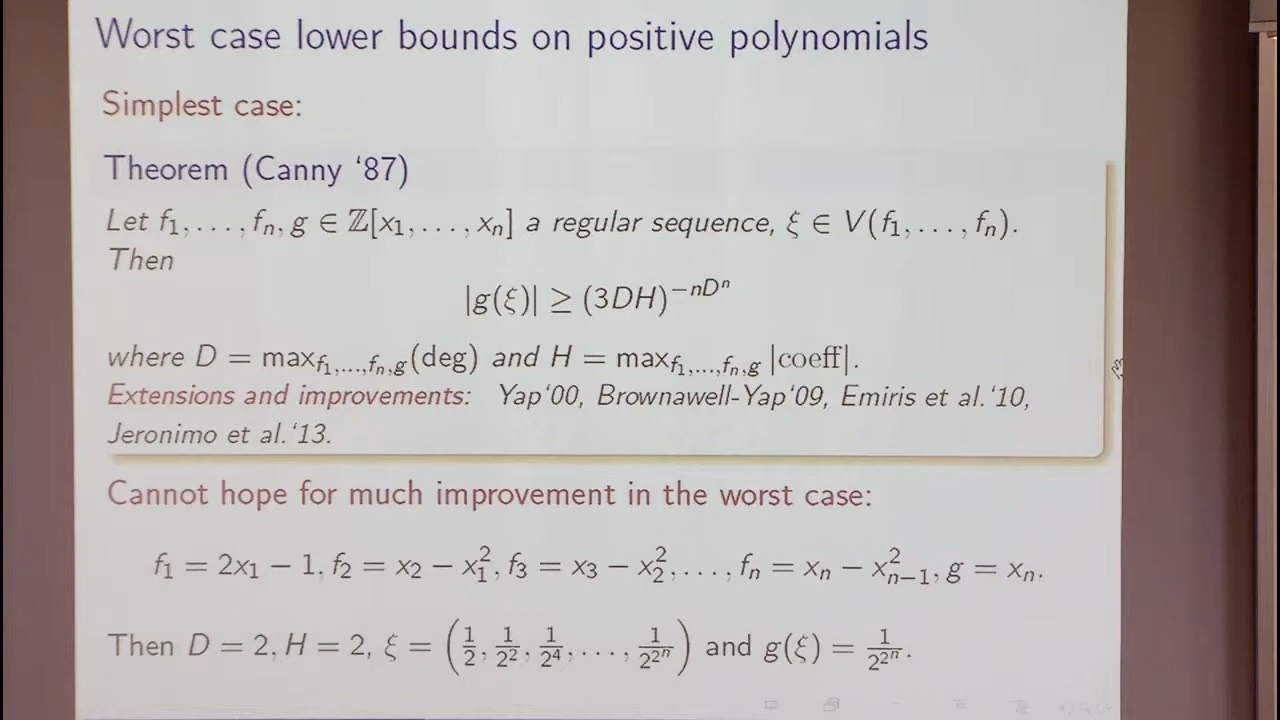 Worst case lower bounds on positive polynomials
Simplest case:
Theorem (Canny ‘87)
Let f₁, . . . , fₙ, g ∈ ℤ[x₁, . . . , xₙ] a regular sequence, ξ ∈ V(f₁, . . . , fₙ).
Then
|g(ξ)| ≥ (3DH)^{−nDⁿ}
where D = max_{f₁,...,fₙ,g}(deg) and H = max_{f₁,...,fₙ,g} |coeff|.
Extensions and improvements: Yap‘00, Brownawell-Yap‘09, Emiris et al.‘10,
Jeronimo et al.‘13.
Cannot hope for much improvement in the worst case:
f₁ = 2x₁ − 1, f₂ = x₂ − x₁², f₃ = x₃ − x₂², . . . , fₙ = xₙ − xₙ₋₁², g = xₙ.
Then D = 2, H = 2, ξ = (1/2, 1/2², 1/2⁴, . . . , 1/2^{2ⁿ}) and g(ξ) = 1/2^{2ⁿ}.